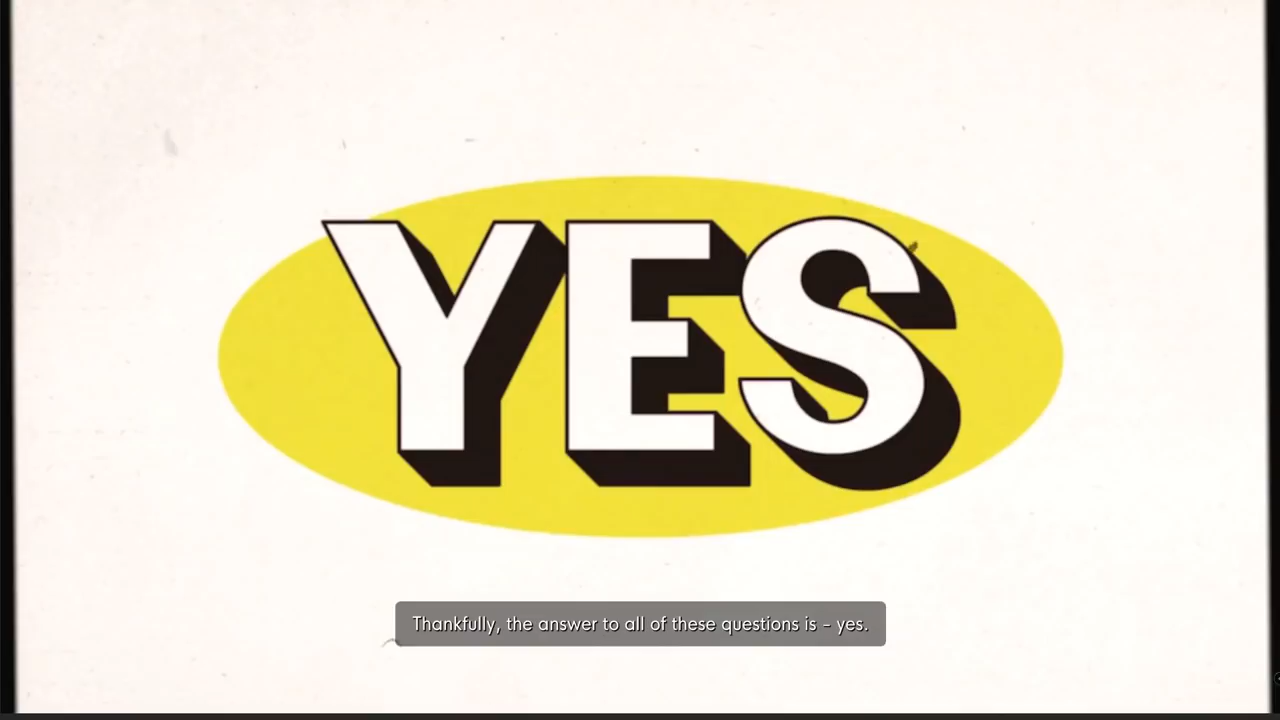 YES
Thankfully, the answer to all of these questions is - yes.